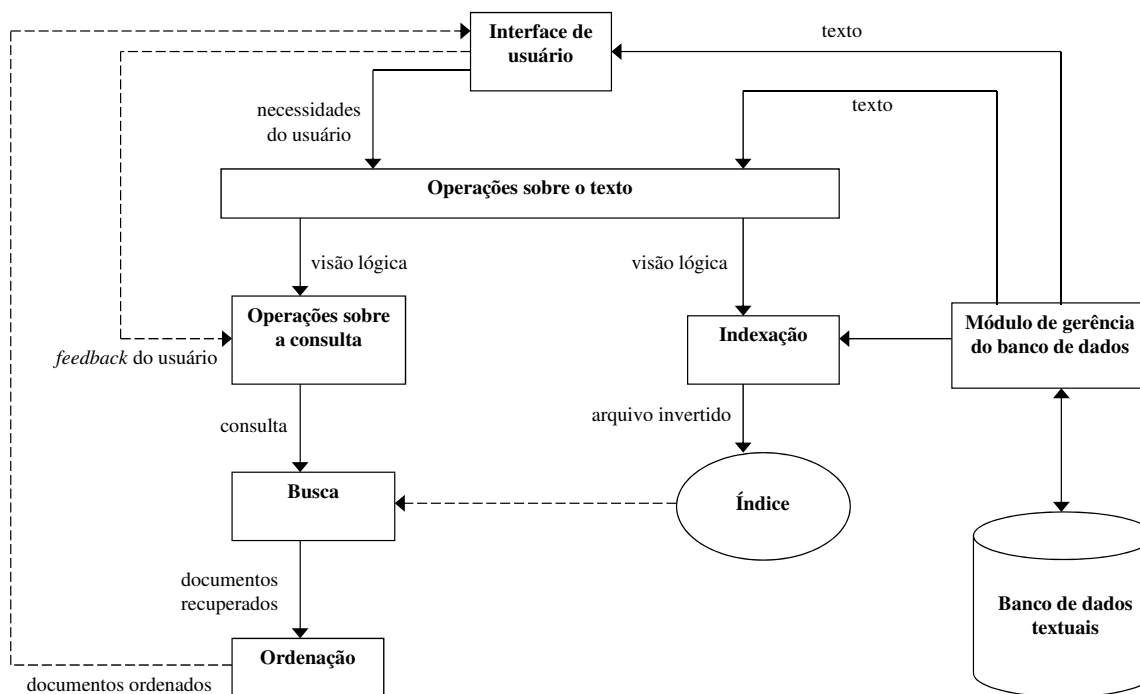 Interface de
usuário
texto
texto
necessidades
do usuário
Operações sobre o texto
visão lógica
visão lógica
Operações sobre
a consulta
Indexação
Módulo de gerência
do banco de dados
feedback do usuário
consulta
arquivo invertido
Busca
Índice
documentos
recuperados
Banco de dados
textuais
Ordenação
documentos ordenados